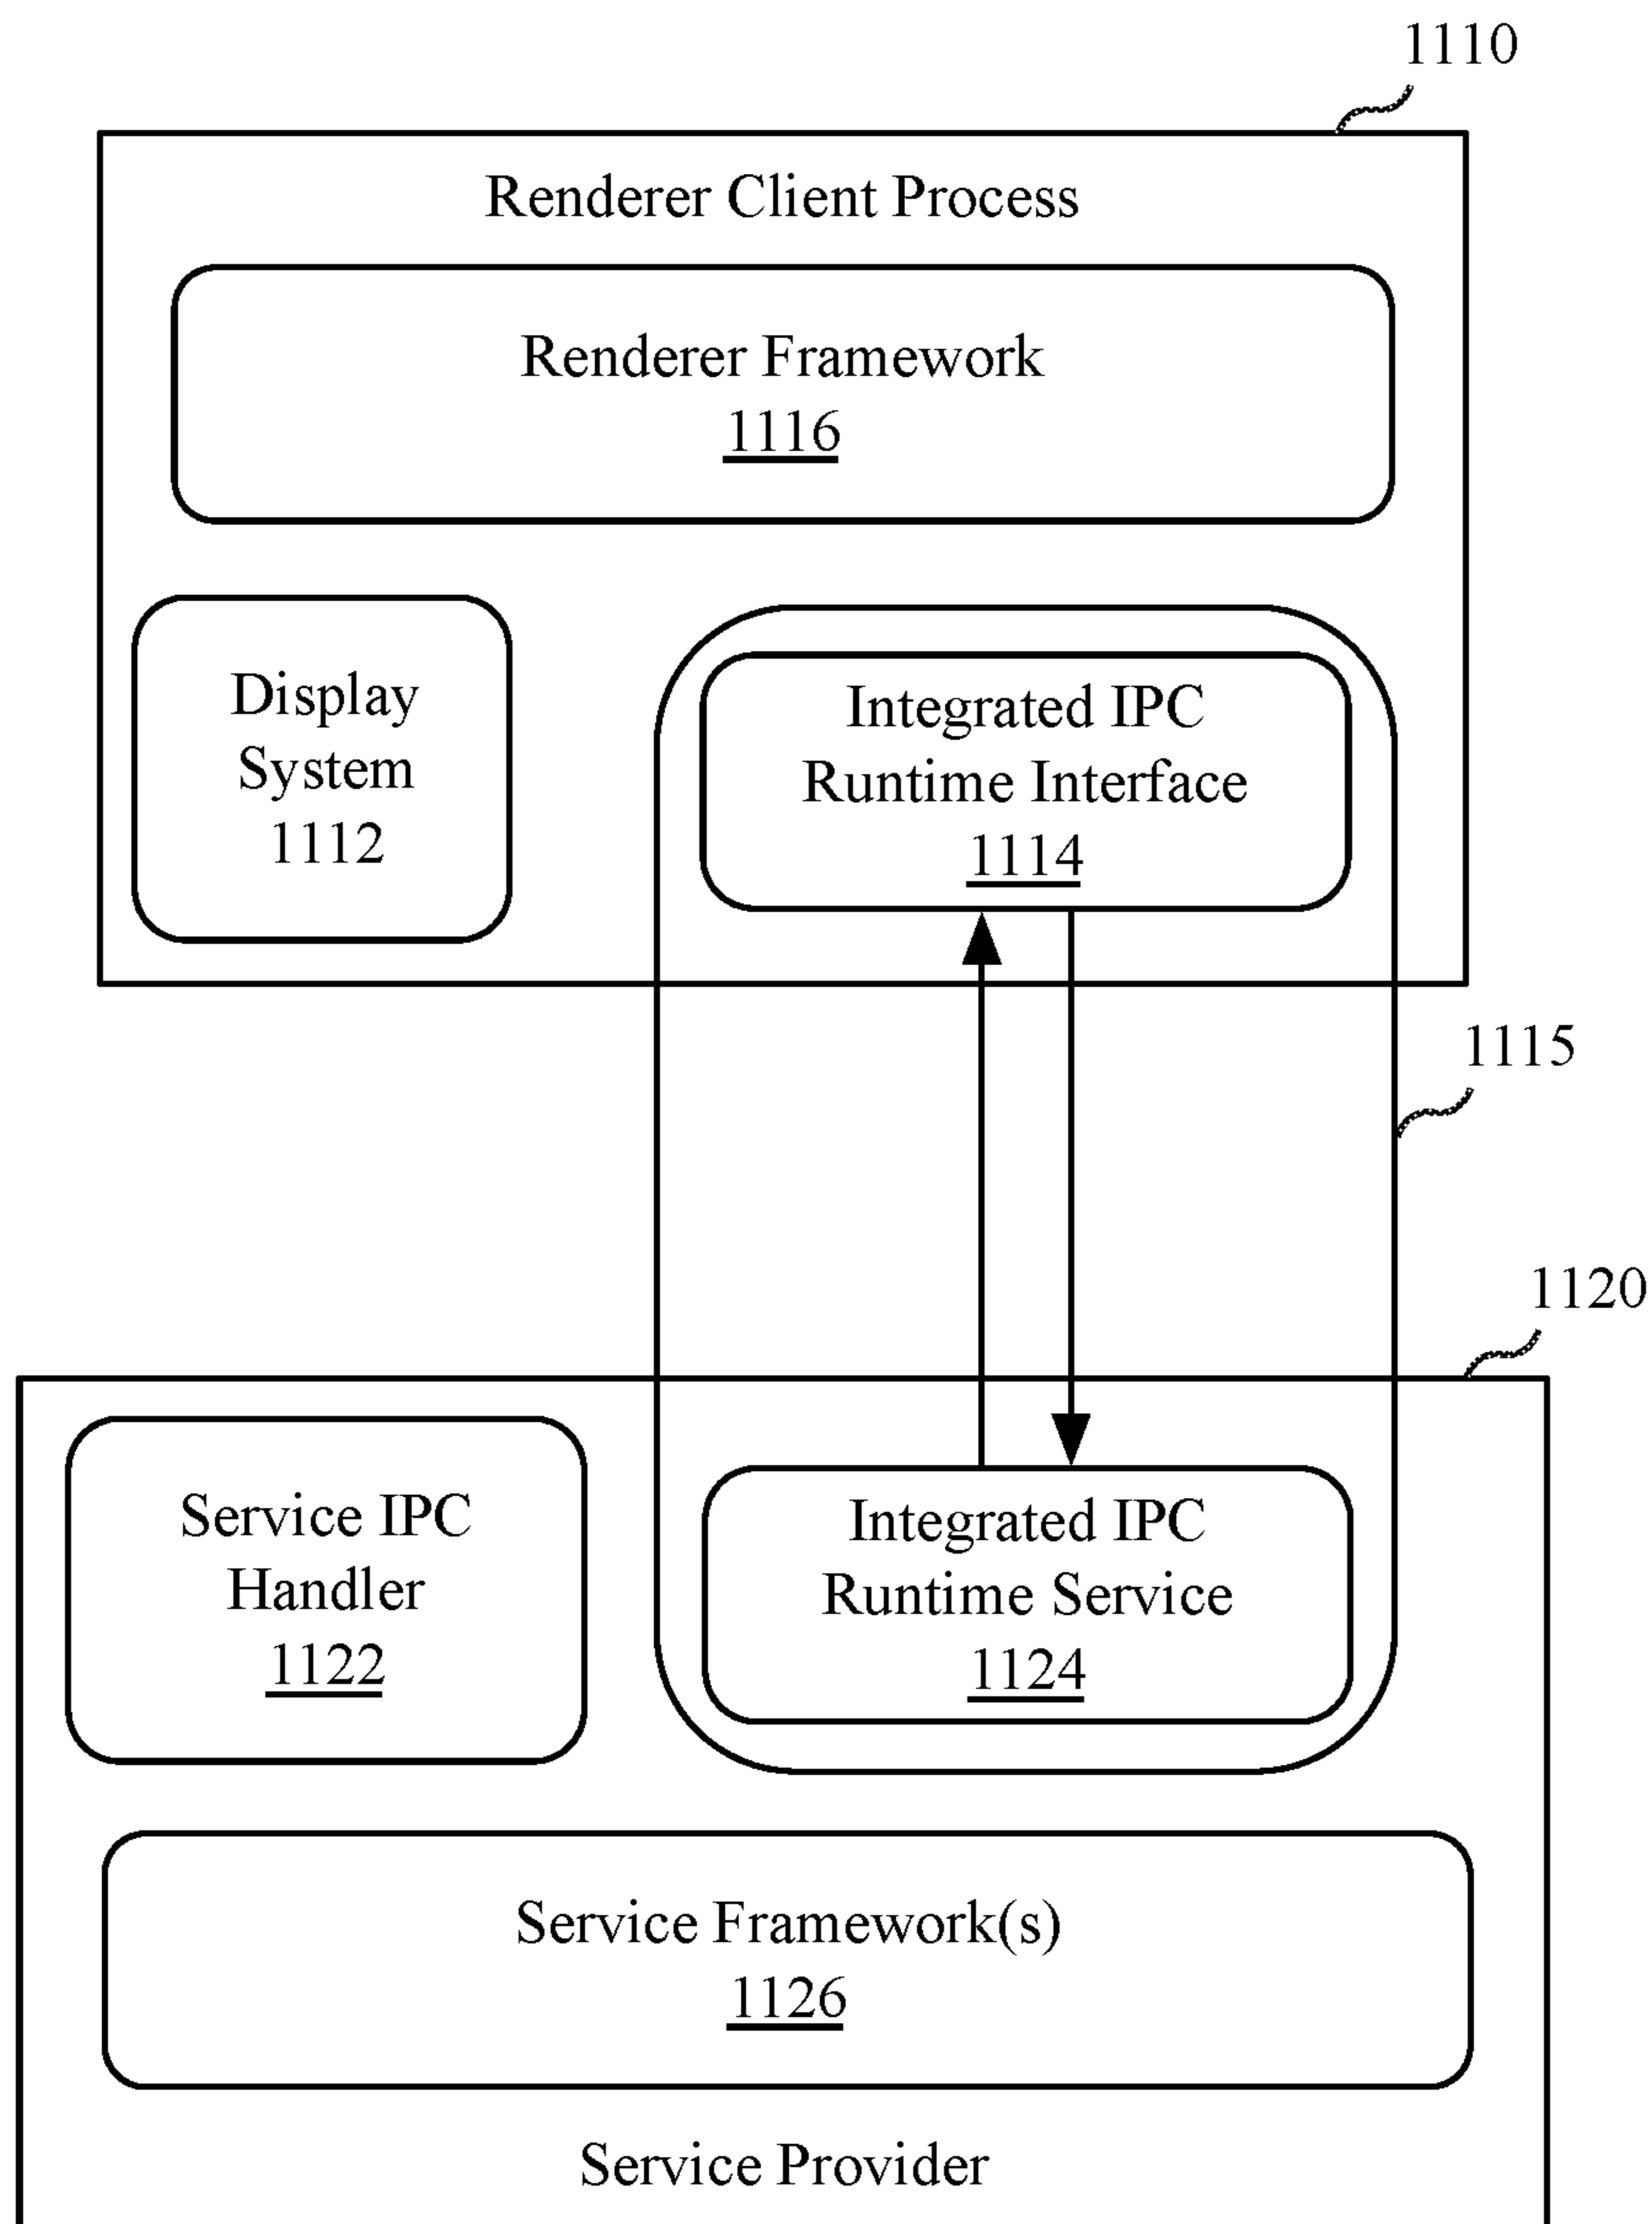 1110
Renderer Client Process
Renderer Framework
1116
Display
System
1112
Integrated IPC
Runtime Interface
1114
1115
1120
Service IPC
Handler
1122
Integrated IPC
Runtime Service
1124
Service Framework(s)
1126
Service Provider